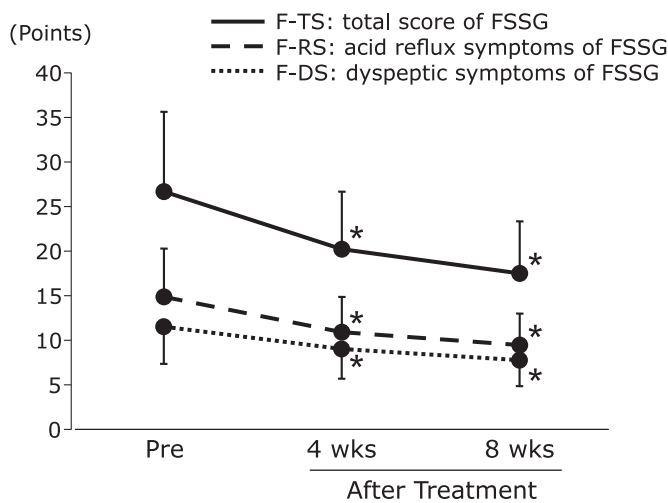 (Points)
F-TS: total score of FSSG
F-RS: acid reflux symptoms of FSSG
F-DS: dyspeptic symptoms of FSSG
40
35
30
25
20
15
10
5
0
*
*
*
*
*
*
Pre
4 wks
8 wks
After Treatment